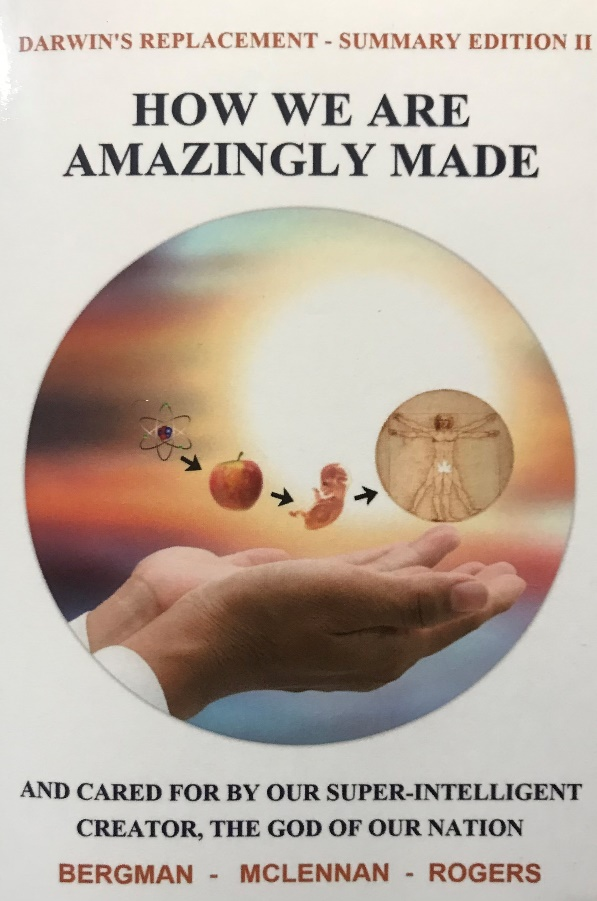 DARWIN'S REPLACEMENT - SUMMARY EDITION II
HOW WE ARE
AMAZINGLY MADE
AND CARED FOR BY OUR SUPER-INTELLIGENT
CREATOR, THE GOD OF OUR NATION
BERGMAN - MCLENNAN - ROGERS